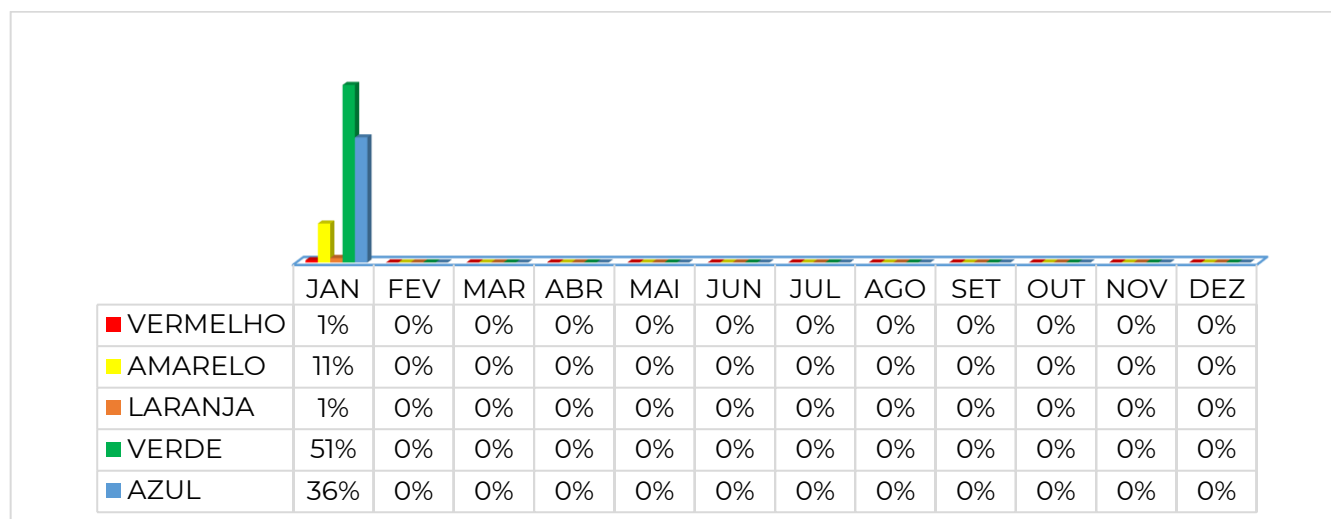 JAN FEV MAR ABR MAI JUN JUL AGO SET OUT NOV DEZ
VERMELHO 1% 0% 0% 0% 0% 0% 0% 0% 0% 0% 0% 0%
AMARELO 11% 0% 0% 0% 0% 0% 0% 0% 0% 0% 0% 0%
LARANJA 1% 0% 0% 0% 0% 0% 0% 0% 0% 0% 0% 0%
VERDE 51% 0% 0% 0% 0% 0% 0% 0% 0% 0% 0% 0%
AZUL 36% 0% 0% 0% 0% 0% 0% 0% 0% 0% 0% 0%